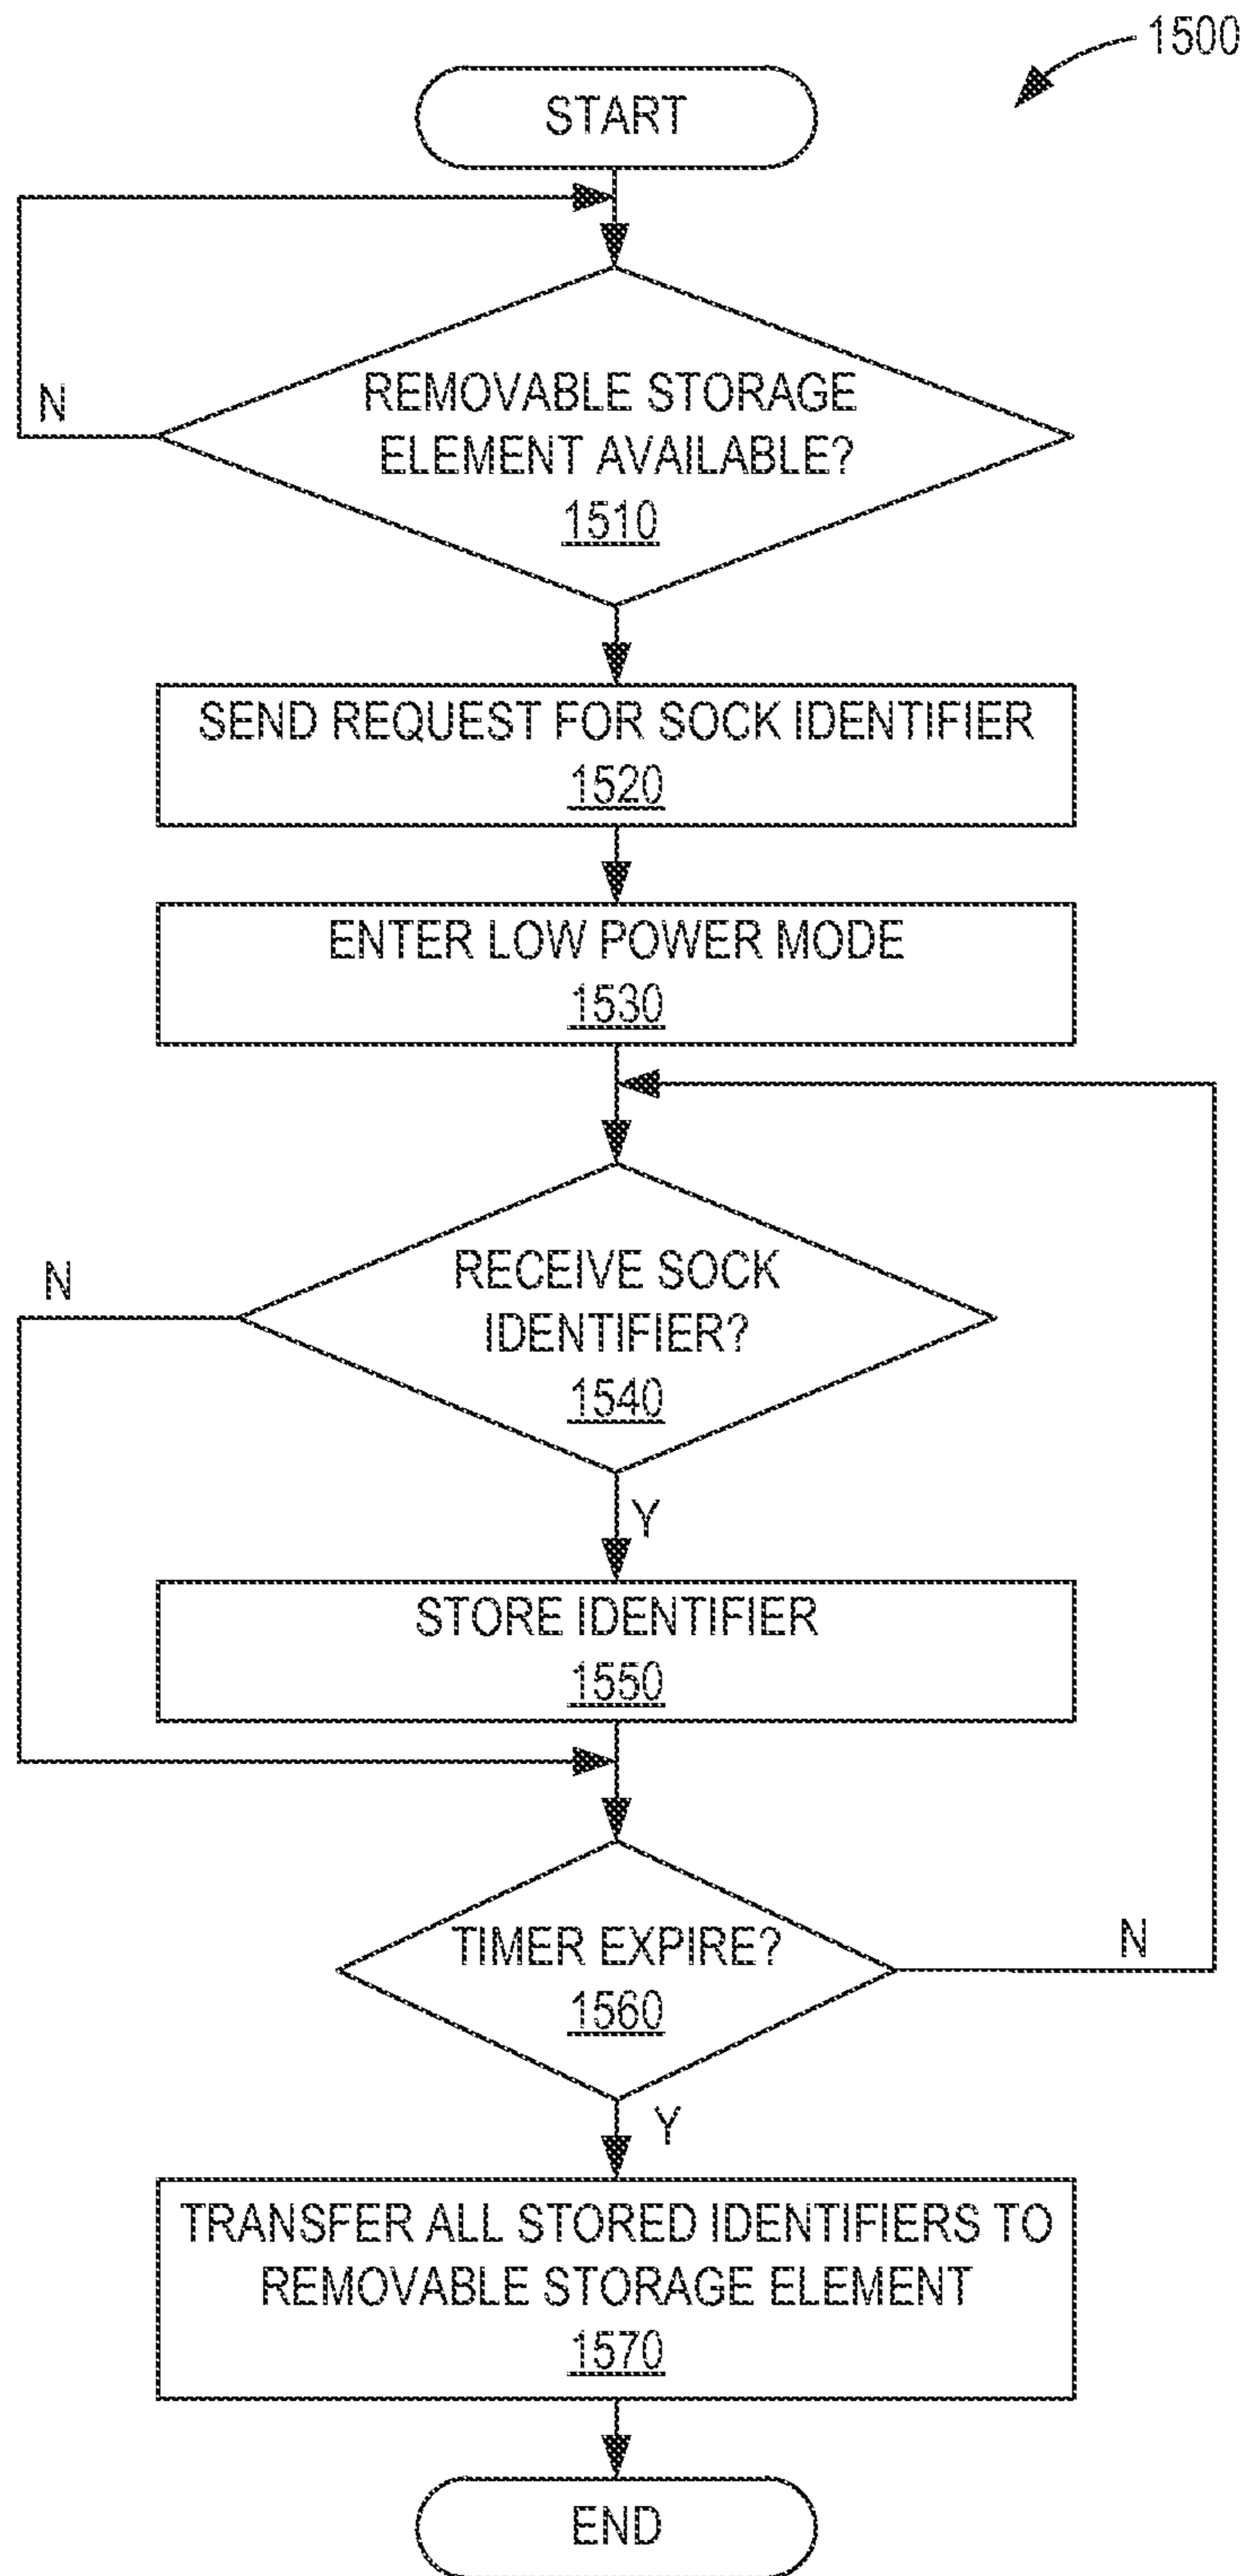 1500
START
N
REMOVABLE STORAGE
ELEMENT AVAILABLE?
1510
SEND REQUEST FOR SOCK IDENTIFIER
1520
ENTER LOW POWER MODE
1530
N
RECEIVE SOCK
IDENTIFIER?
1540
Y
STORE IDENTIFIER
1550
TIMER EXPIRE?
N
1560
Y
TRANSFER ALL STORED IDENTIFIERS TO
REMOVABLE STORAGE ELEMENT
1570
END